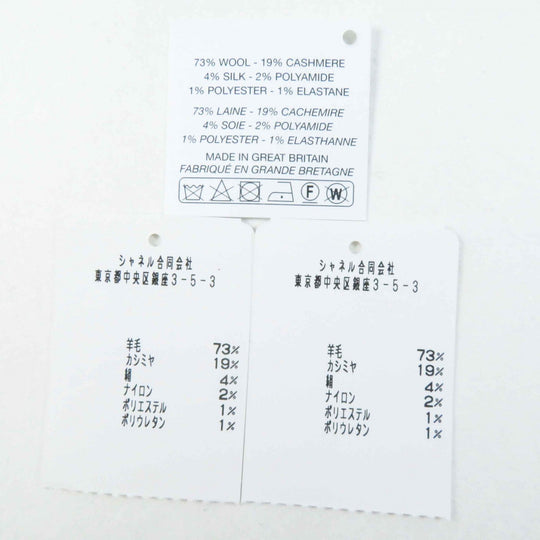 73% WOOL - 19% CASHMERE
4% SILK - 2% POLYAMIDE
1% POLYESTER - 1% ELASTANE
73% LAINE - 19% CACHEMIRE
4% SOIE - 2% POLYAMIDE
1% POLYESTER - 1% ELASTHANNE
MADE IN GREAT BRITAIN
FABRIQUÉ EN GRANDE BRETAGNE
F W
シャネル合同会社
東京都中央区銀座3-5-3
羊毛 73%
カシミヤ 19%
絹 4%
ナイロン 2%
ポリエステル 1%
ポリウレタン 1%
シャネル合同会社
東京都中央区銀座3-5-3
羊毛 73%
カシミヤ 19%
絹 4%
ナイロン 2%
ポリエステル 1%
ポリウレタン 1%